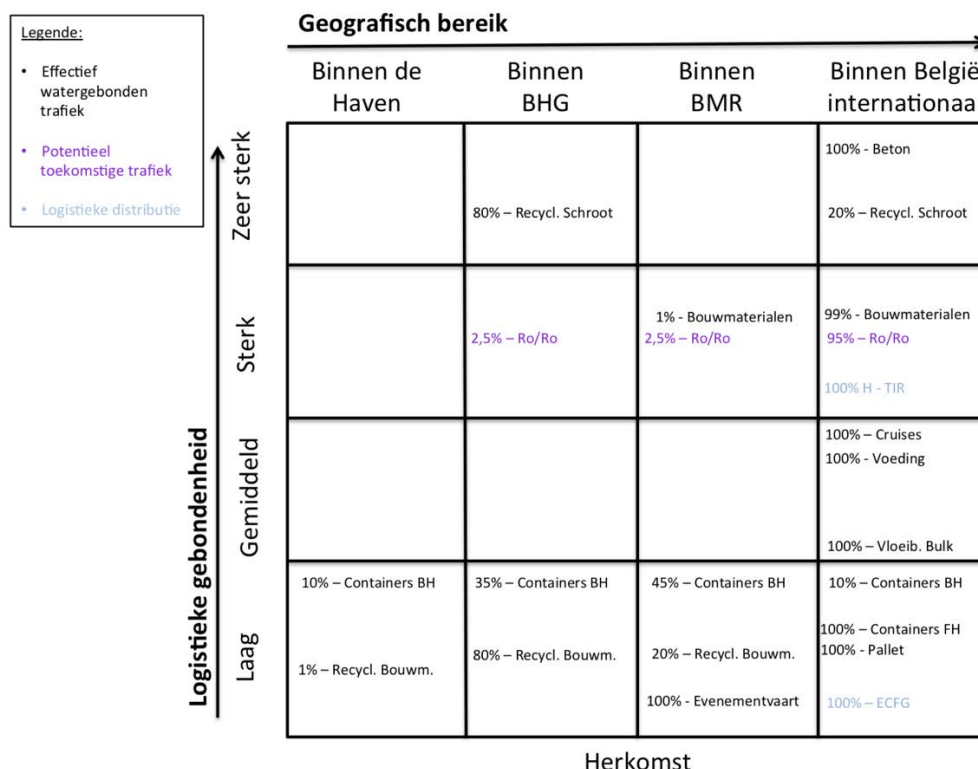 Legende:
• Effectief
watergebonden
trafiek
• Potentieel
toekomstige trafiek
• Logistieke distributie
Geografisch bereik
Binnen de
Haven
Binnen
BHG
Binnen
BMR
Binnen België
internationaa
Logistieke gebondenheid
Zeer sterk
100% - Beton
80% – Recycl. Schroot
20% – Recycl. Schroot
Sterk
2,5% – Ro/Ro
1% - Bouwmaterialen
2,5% – Ro/Ro
99% - Bouwmaterialen
95% – Ro/Ro
100% H - TIR
Gemiddeld
100% – Cruises
100% - Voeding
100% – Vloeib. Bulk
Laag
10% – Containers BH
1% – Recycl. Bouwm.
35% – Containers BH
80% – Recycl. Bouwm.
45% – Containers BH
20% – Recycl. Bouwm.
100% - Evenementvaart
10% – Containers BH
100% – Containers FH
100% - Pallet
100% – ECFG
Herkomst